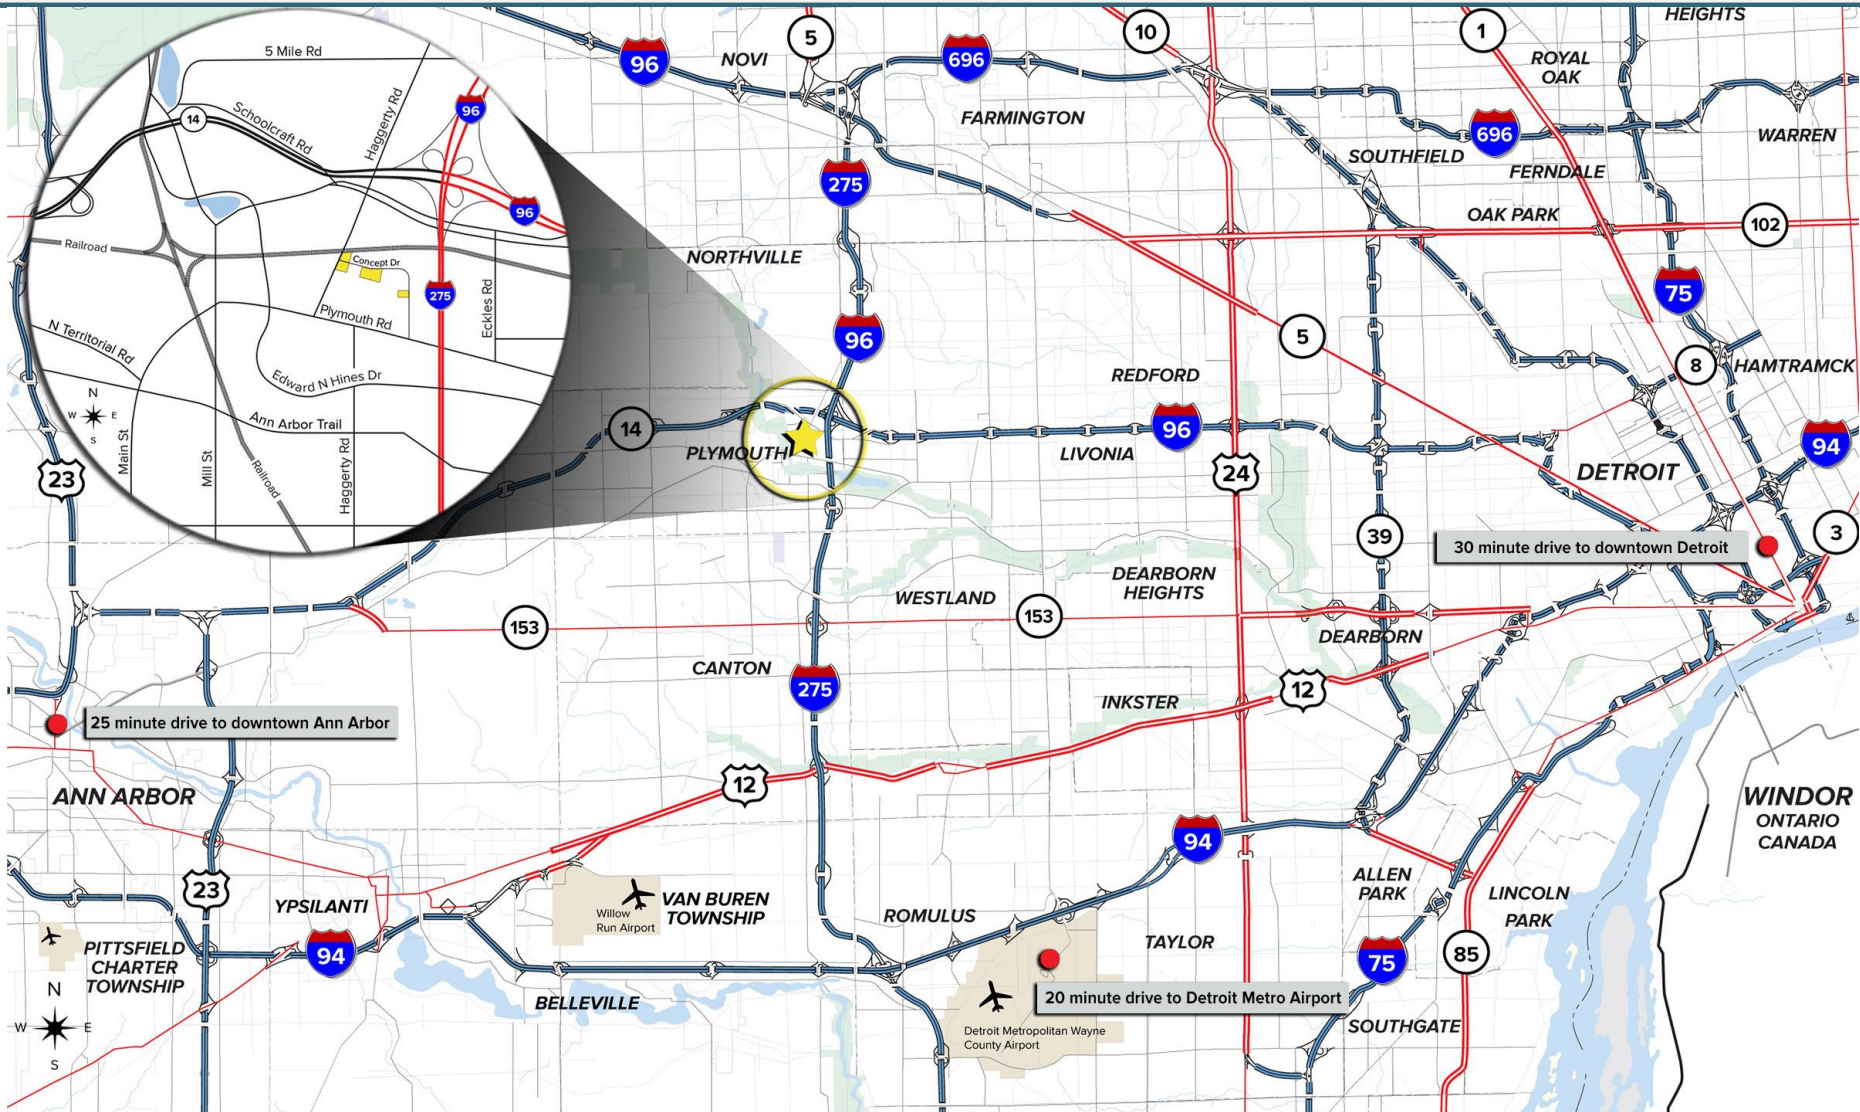 HEIGHTS
5
10
1
96
NOVI
696
ROYAL
OAK
FARMINGTON
696
WARREN
SOUTHFIELD
FERNDALE
275
OAK PARK
102
NORTHVILLE
75
96
5
8
HAMTRAMCK
REDFORD
14
96
94
PLYMOUTH
LIVONIA
24
DETROIT
23
39
3
30 minute drive to downtown Detroit
DEARBORN
HEIGHTS
WESTLAND
153
153
DEARBORN
CANTON
275
12
INKSTER
25 minute drive to downtown Ann Arbor
12
ANN ARBOR
WINDOR
ONTARIO
CANADA
94
23
ALLEN
PARK
LINCOLN
PARK
YPSILANTI
Willow
Run Airport
VAN BUREN
TOWNSHIP
ROMULUS
TAYLOR
PITTSFIELD
CHARTER
TOWNSHIP
94
75
85
BELLEVILLE
20 minute drive to Detroit Metro Airport
Detroit Metropolitan Wayne
County Airport
SOUTHGATE
N
W
E
S
5 Mile Rd
96
14
Schoolcraft Rd
Haggerty Rd
96
Railroad
Concept Dr
275
Eckles Rd
Plymouth Rd
N Territorial Rd
Edward N Hines Dr
N
W
E
S
Ann Arbor Trail
Main St
Mill St
Railroad
Haggerty Rd